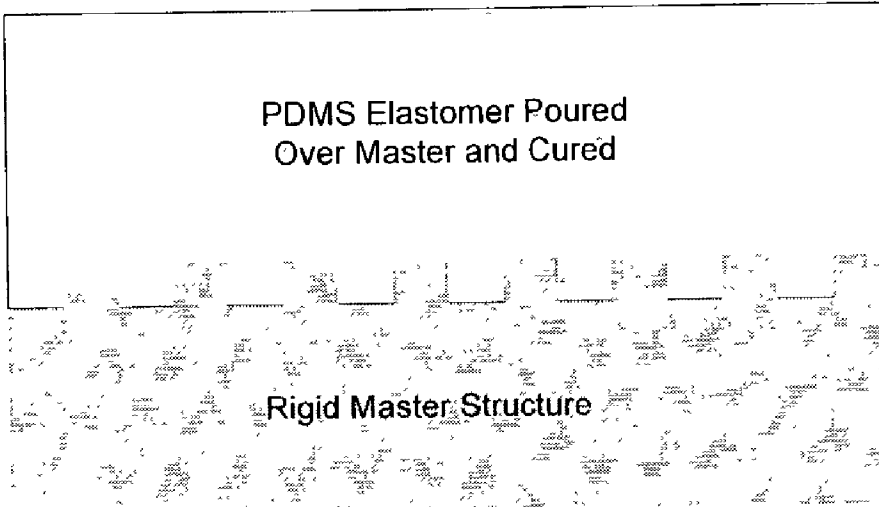 PDMS Elastomer Poured
Over Master and Cured
Rigid Master Structure